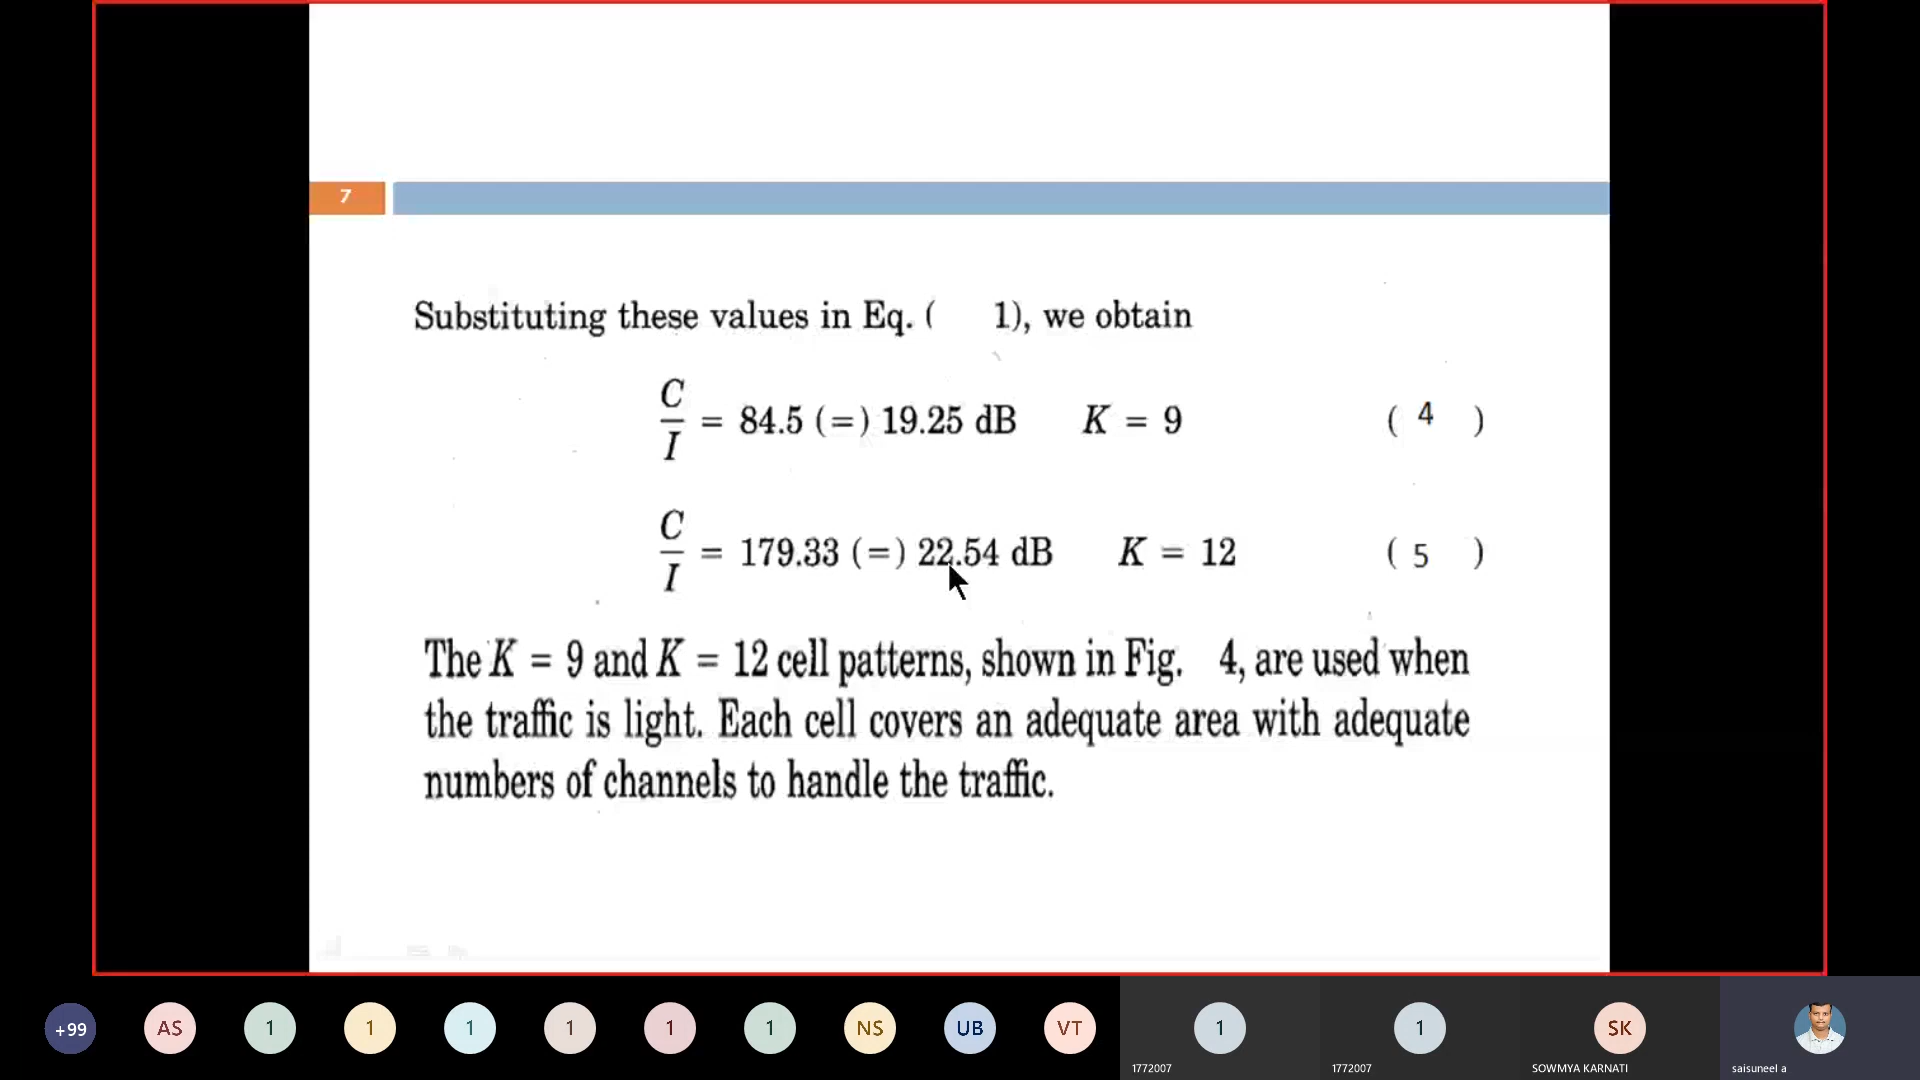 7
Substituting these values in Eq. ( 1), we obtain
C/I = 84.5 (=) 19.25 dB K = 9 ( 4 )
C/I = 179.33 (=) 22.54 dB K = 12 ( 5 )
The K = 9 and K = 12 cell patterns, shown in Fig. 4, are used when
the traffic is light. Each cell covers an adequate area with adequate
numbers of channels to handle the traffic.
+99 AS 1 1 1 1 1 1 NS UB VT 1 1 SK
1772007 1772007 SOWMYA KARNATI saisuneel a